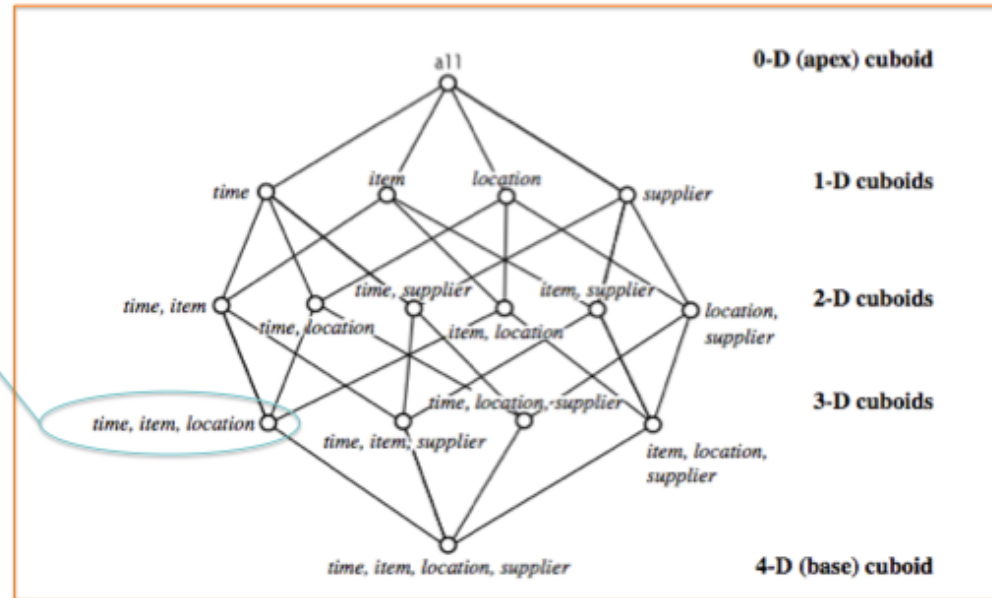 all
0-D (apex) cuboid
time
item
location
supplier
1-D cuboids
time, item
time, location
time, supplier
item, location
item, supplier
location,
supplier
2-D cuboids
time, item, location
time, item, supplier
time, location, supplier
item, location,
supplier
3-D cuboids
time, item, location, supplier
4-D (base) cuboid